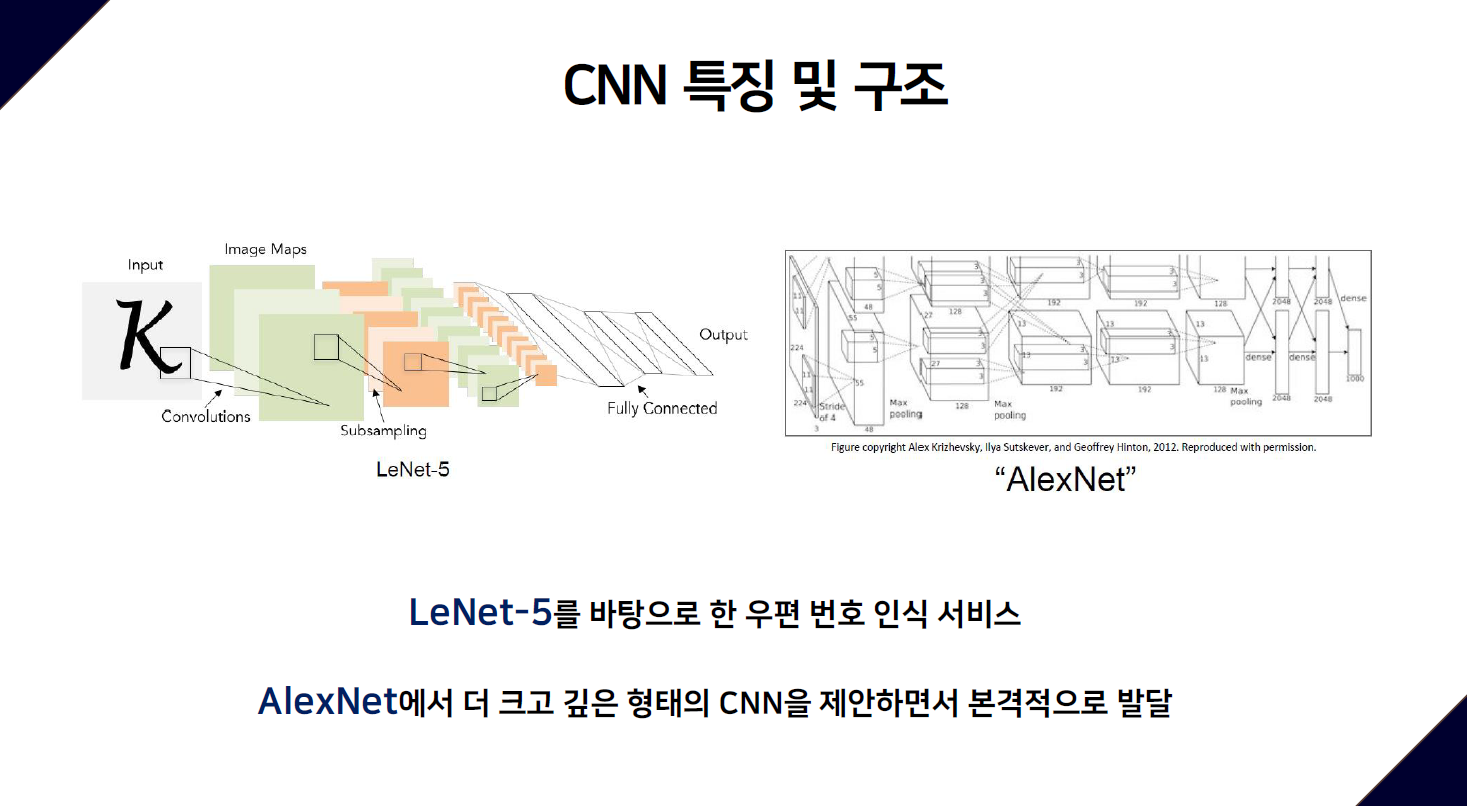 CNN 특징 및 구조
Image Maps
Input
Output
Convolutions
Subsampling
Fully Connected
LeNet-5
3
3
3
3
5
5
48
55
27
128
192
192
128
2048
2048
dense
11
11
224
3
3
3
3
13
13
13
5
5
27
3
3
13
13
3
3
13
11
11
55
224
Stride
of 4
3
48
Max
pooling
128
Max
pooling
192
192
128
Max
pooling
dense
dense
2048
2048
1000
Figure copyright Alex Krizhevsky, Ilya Sutskever, and Geoffrey Hinton, 2012. Reproduced with permission.
“AlexNet”
LeNet-5를 바탕으로 한 우편 번호 인식 서비스
AlexNet에서 더 크고 깊은 형태의 CNN을 제안하면서 본격적으로 발달